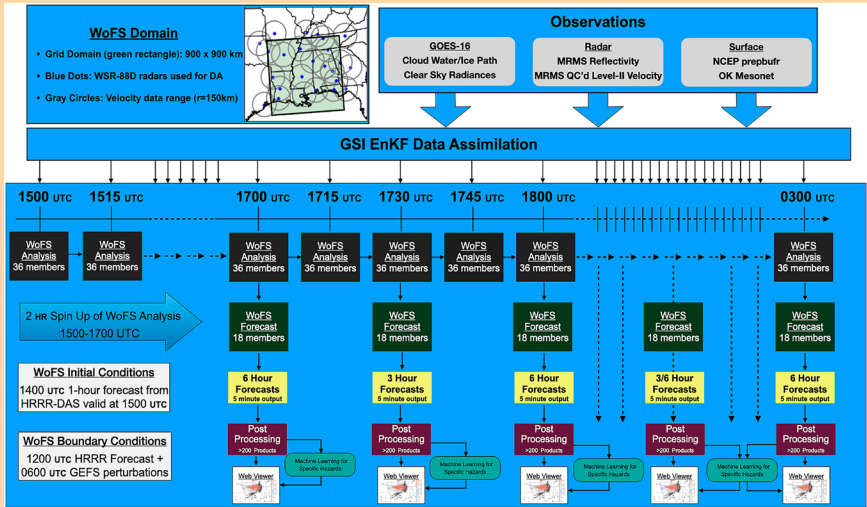 WoFS Domain
• Grid Domain (green rectangle): 900 x 900 km
• Blue Dots: WSR-88D radars used for DA
• Gray Circles: Velocity data range (r=150km)
Observations
GOES-16
Cloud Water/Ice Path
Clear Sky Radiances
Radar
MRMS Reflectivity
MRMS QC'd Level-II Velocity
Surface
NCEP prepbufr
OK Mesonet
GSI EnKF Data Assimilation
1500 UTC
1515 UTC
1700 UTC
1715 UTC
1730 UTC
1745 UTC
1800 UTC
0300 UTC
WoFS
Analysis
36 members
WoFS
Analysis
36 members
WoFS
Analysis
36 members
WoFS
Analysis
36 members
WoFS
Analysis
36 members
WoFS
Analysis
36 members
WoFS
Analysis
36 members
WoFS
Analysis
36 members
2 HR Spin Up of WoFS Analysis
1500-1700 UTC
WoFS
Forecast
18 members
WoFS
Forecast
18 members
WoFS
Forecast
18 members
WoFS
Forecast
18 members
WoFS
Forecast
18 members
WoFS Initial Conditions
1400 UTC 1-hour forecast from
HRRR-DAS valid at 1500 UTC
6 Hour
Forecasts
5 minute output
3 Hour
Forecasts
5 minute output
6 Hour
Forecasts
5 minute output
3/6 Hour
Forecasts
5 minute output
6 Hour
Forecasts
5 minute output
WoFS Boundary Conditions
1200 UTC HRRR Forecast +
0600 UTC GEFS perturbations
Post
Processing
>200 Products
Post
Processing
>200 Products
Post
Processing
>200 Products
Post
Processing
>200 Products
Post
Processing
>200 Products
Machine Learning for
Specific Hazards
Machine Learning for
Specific Hazards
Machine Learning for
Specific Hazards
Machine Learning for
Specific Hazards
Web Viewer
Web Viewer
Web Viewer
Web Viewer
Web Viewer